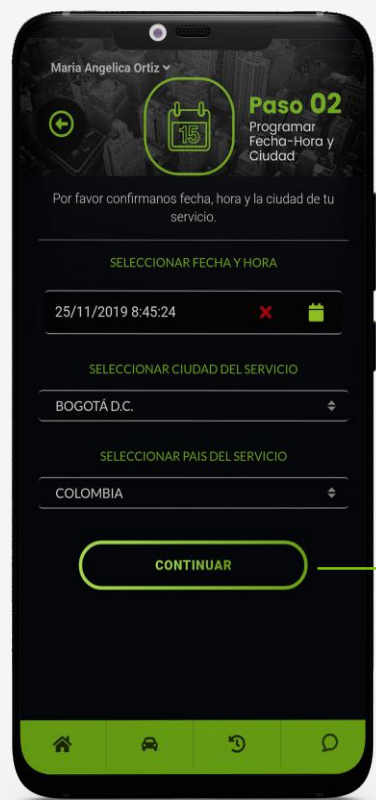 Maria Angelica Ortiz
15
Paso 02
Programar
Fecha-Hora y
Ciudad
Por favor confirmanos fecha, hora y la ciudad de tu
servicio.
SELECCIONAR FECHA Y HORA
25/11/2019 8:45:24
SELECCIONAR CIUDAD DEL SERVICIO
BOGOTÁ D.C.
SELECCIONAR PAIS DEL SERVICIO
COLOMBIA
CONTINUAR